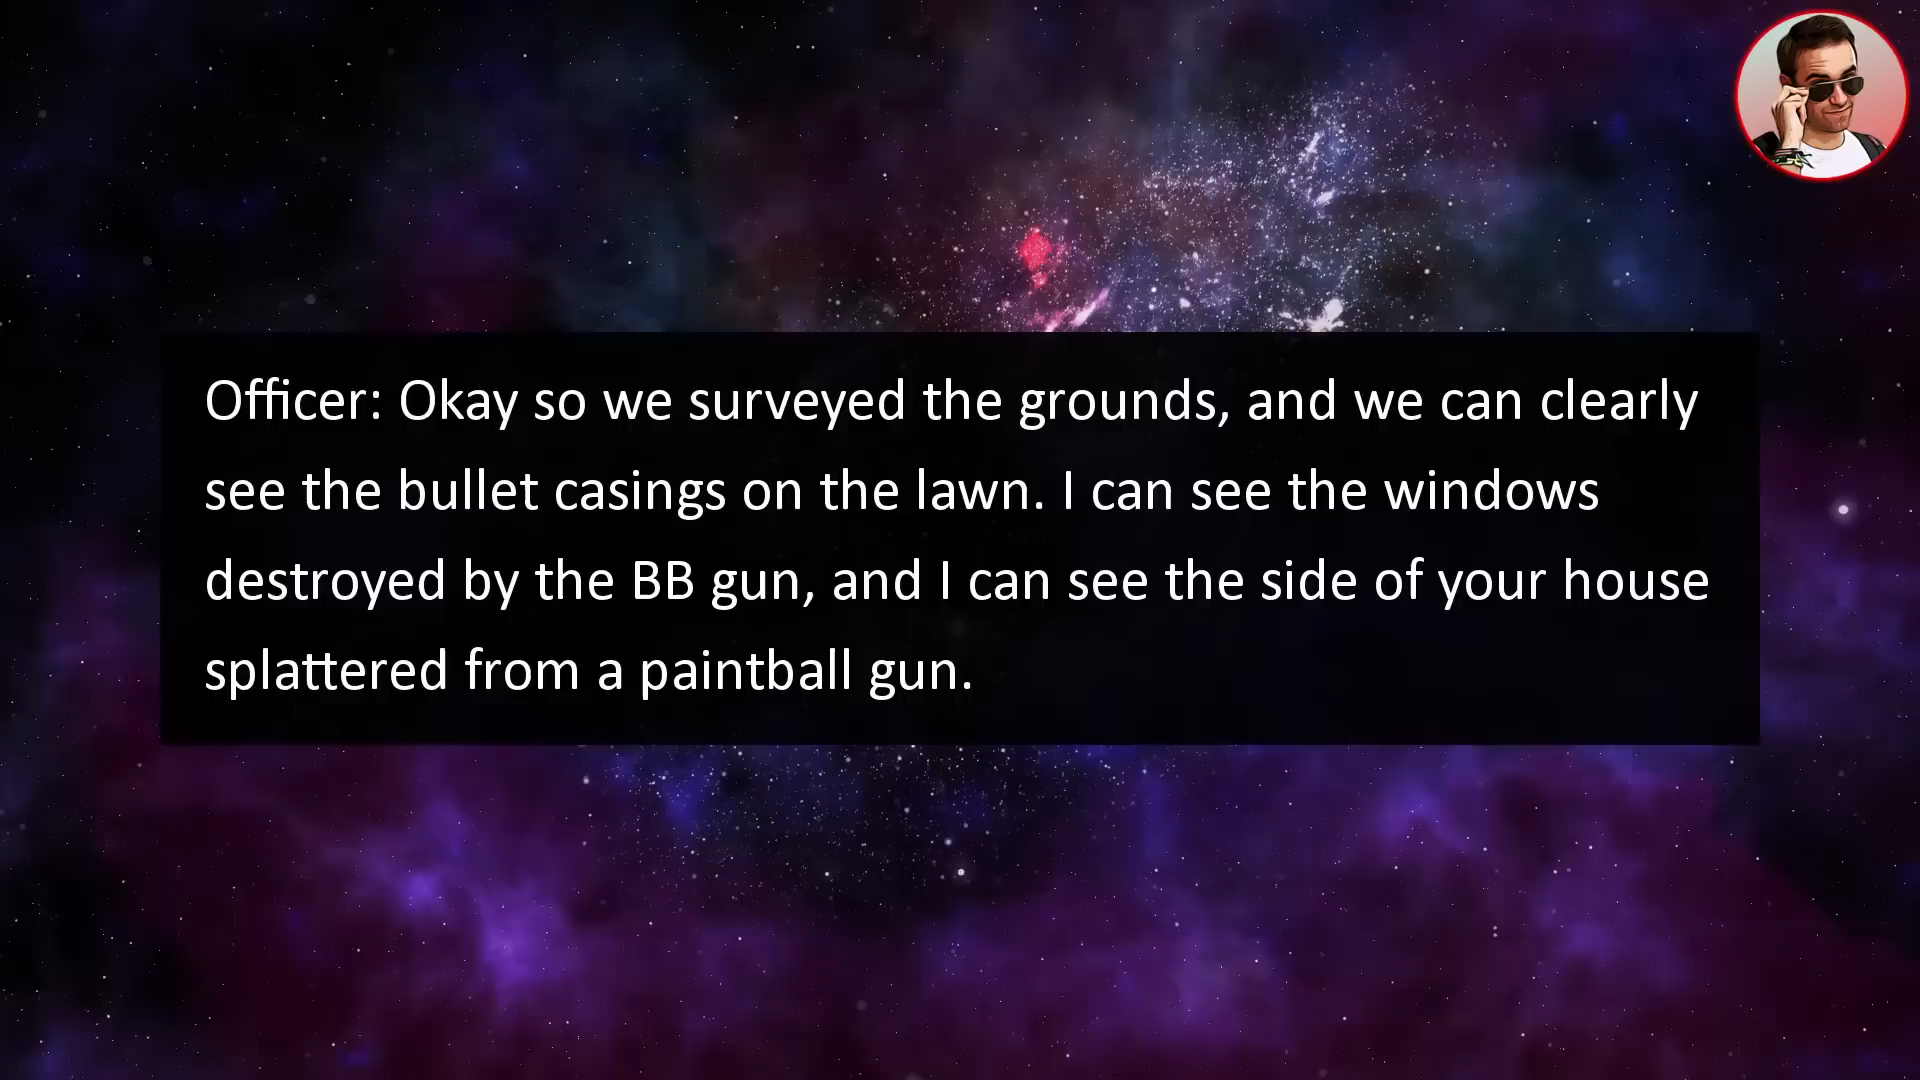 Officer: Okay so we surveyed the grounds, and we can clearly
see the bullet casings on the lawn. I can see the windows
destroyed by the BB gun, and I can see the side of your house
splattered from a paintball gun.